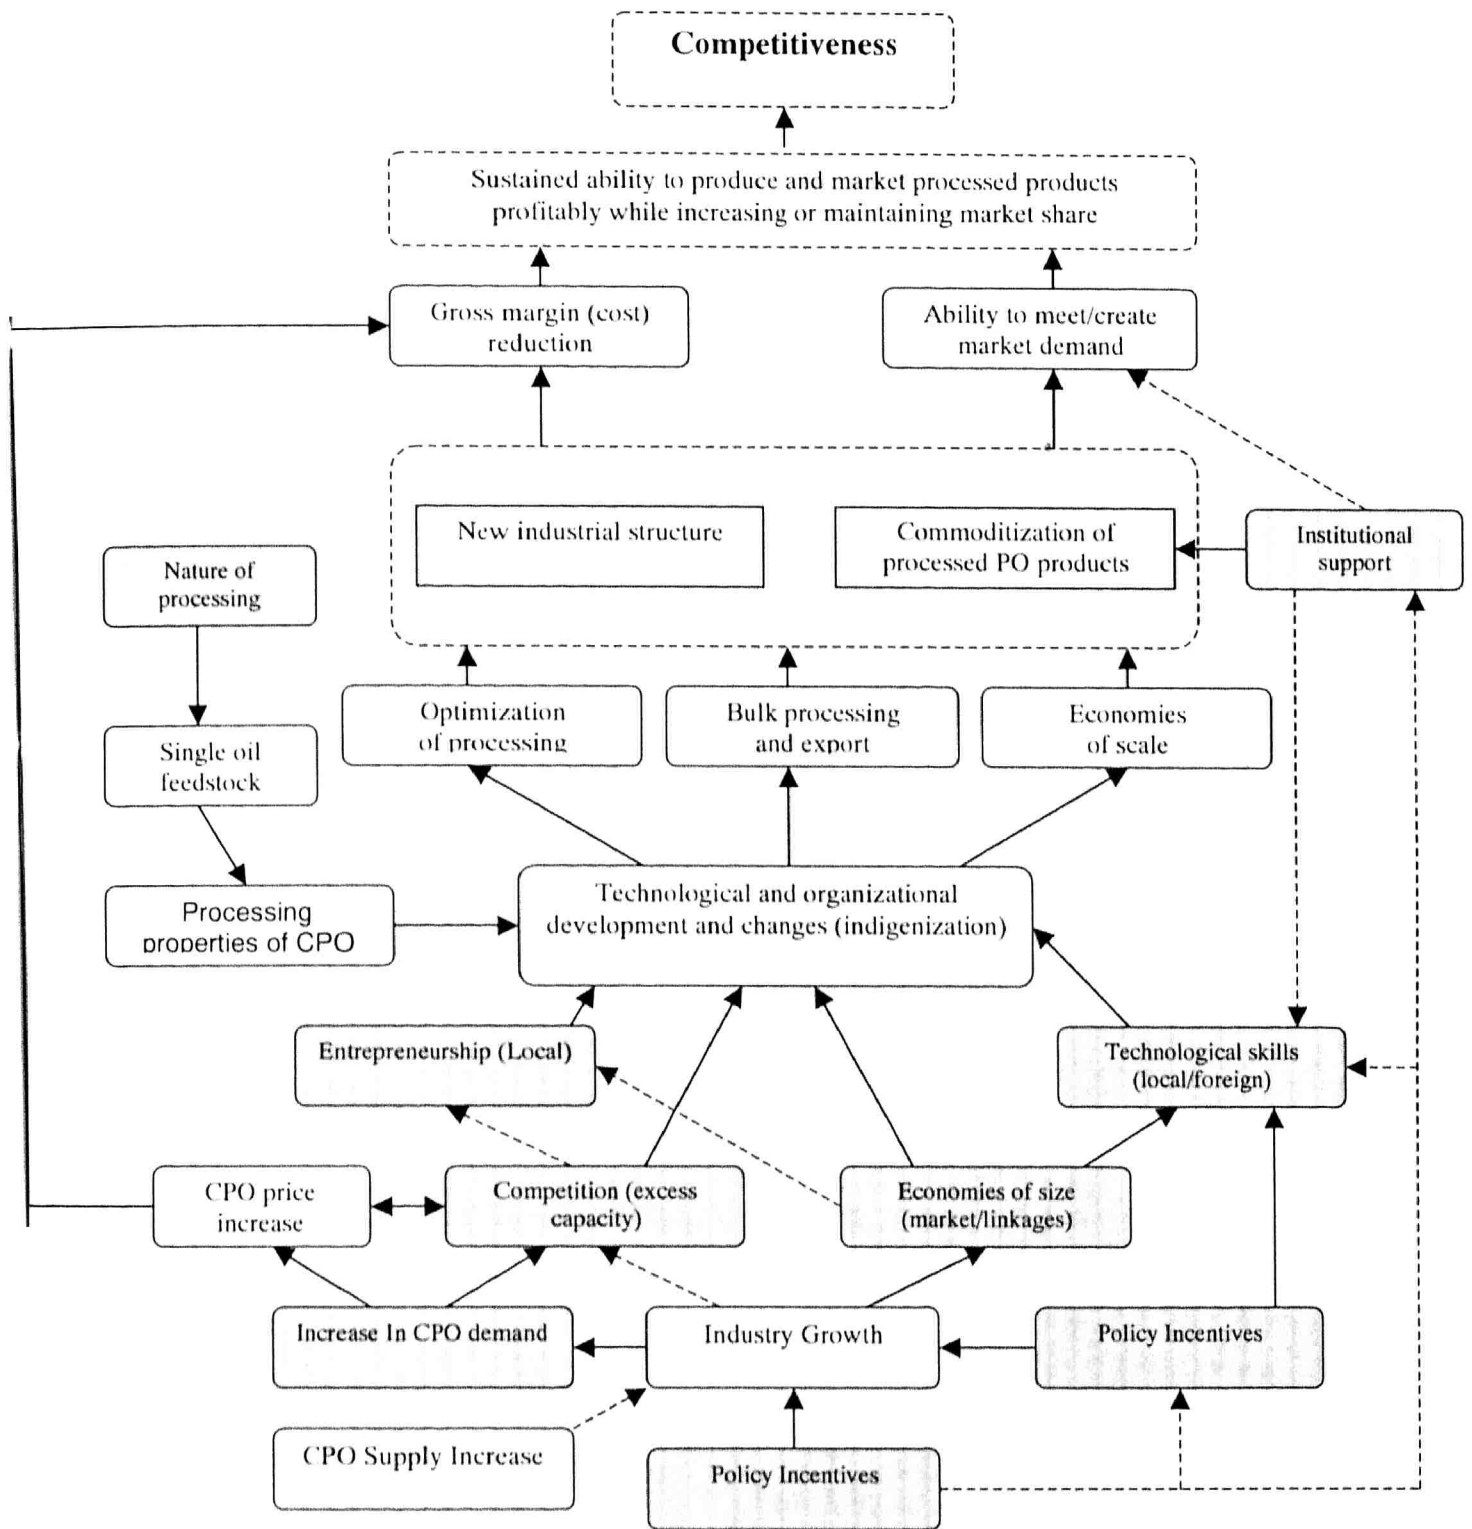 Competitiveness
Sustained ability to produce and market processed products
profitably while increasing or maintaining market share
Gross margin (cost)
reduction
Ability to meet/create
market demand
New industrial structure
Commoditization of
processed PO products
Institutional
support
Nature of
processing
Optimization
of processing
Bulk processing
and export
Economies
of scale
Single oil
feedstock
Technological and organizational
development and changes (indigenization)
Processing
properties of CPO
Entrepreneurship (Local)
Technological skills
(local/foreign)
CPO price
increase
Competition (excess
capacity)
Economies of size
(market/linkages)
Increase In CPO demand
Industry Growth
Policy Incentives
CPO Supply Increase
Policy Incentives